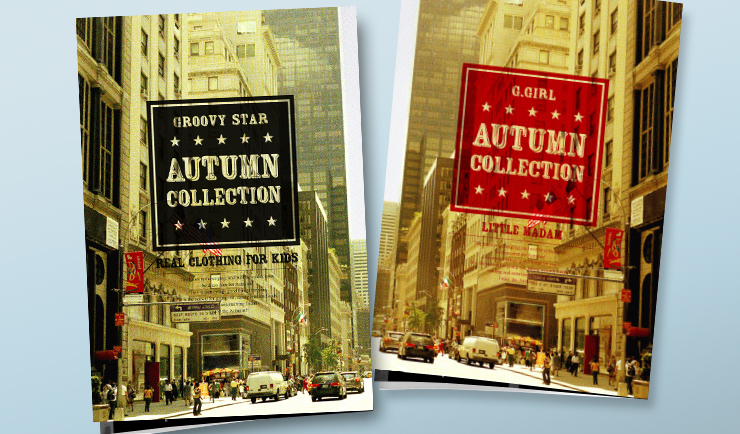 GROOVY STAR
AUTUMN
COLLECTION
REAL CLOTHING FOR KIDS
G.GIRL
AUTUMN
COLLECTION
LITTLE MADAM